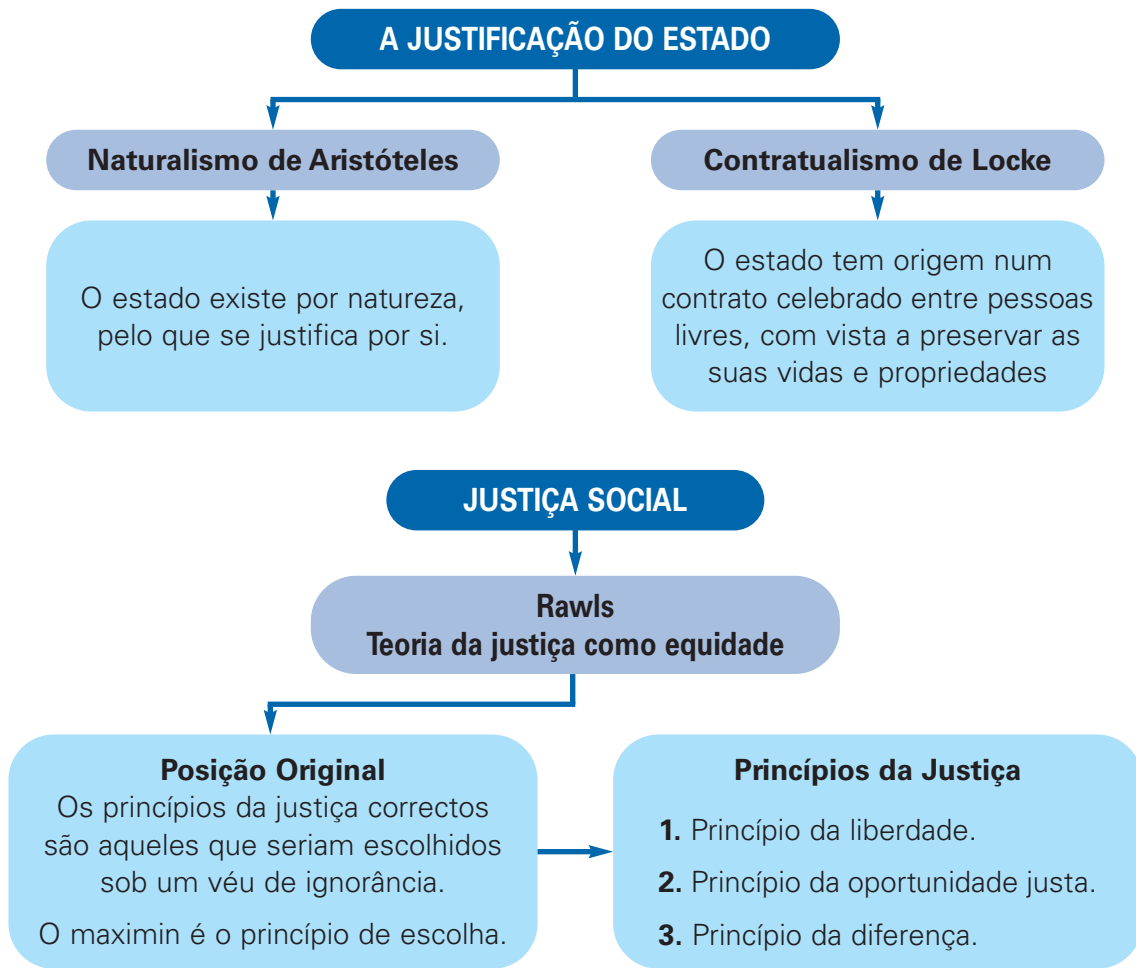 A JUSTIFICAÇÃO DO ESTADO
Naturalismo de Aristóteles
O estado existe por natureza,
pelo que se justifica por si.
Contratualismo de Locke
O estado tem origem num
contrato celebrado entre pessoas
livres, com vista a preservar as
suas vidas e propriedades
JUSTIÇA SOCIAL
Rawls
Teoria da justiça como equidade
Posição Original
Os princípios da justiça correctos
são aqueles que seriam escolhidos
sob um véu de ignorância.
O maximin é o princípio de escolha.
Princípios da Justiça
1. Princípio da liberdade.
2. Princípio da oportunidade justa.
3. Princípio da diferença.